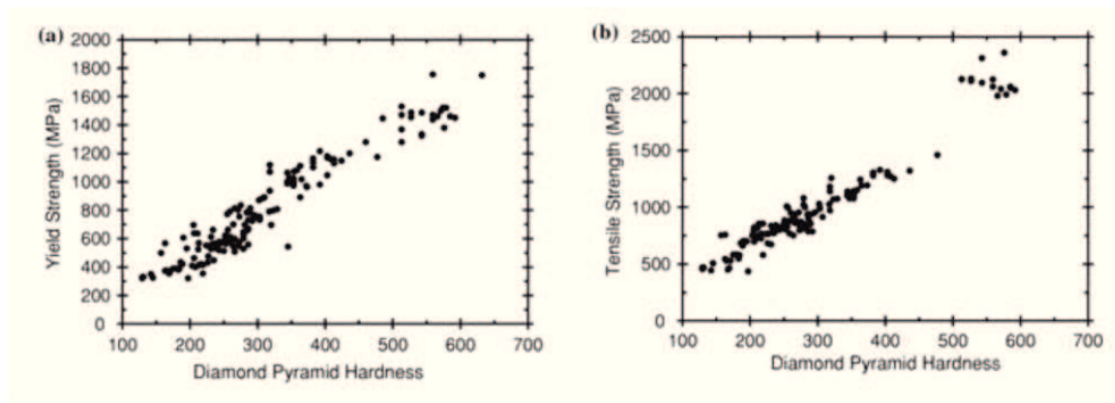 (a)
2000
1800
1600
1400
1200
1000
800
600
400
200
0
Yield Strength (MPa)
100 200 300 400 500 600 700
Diamond Pyramid Hardness
(b)
2500
2000
1500
1000
500
0
Tensile Strength (MPa)
100 200 300 400 500 600 700
Diamond Pyramid Hardness